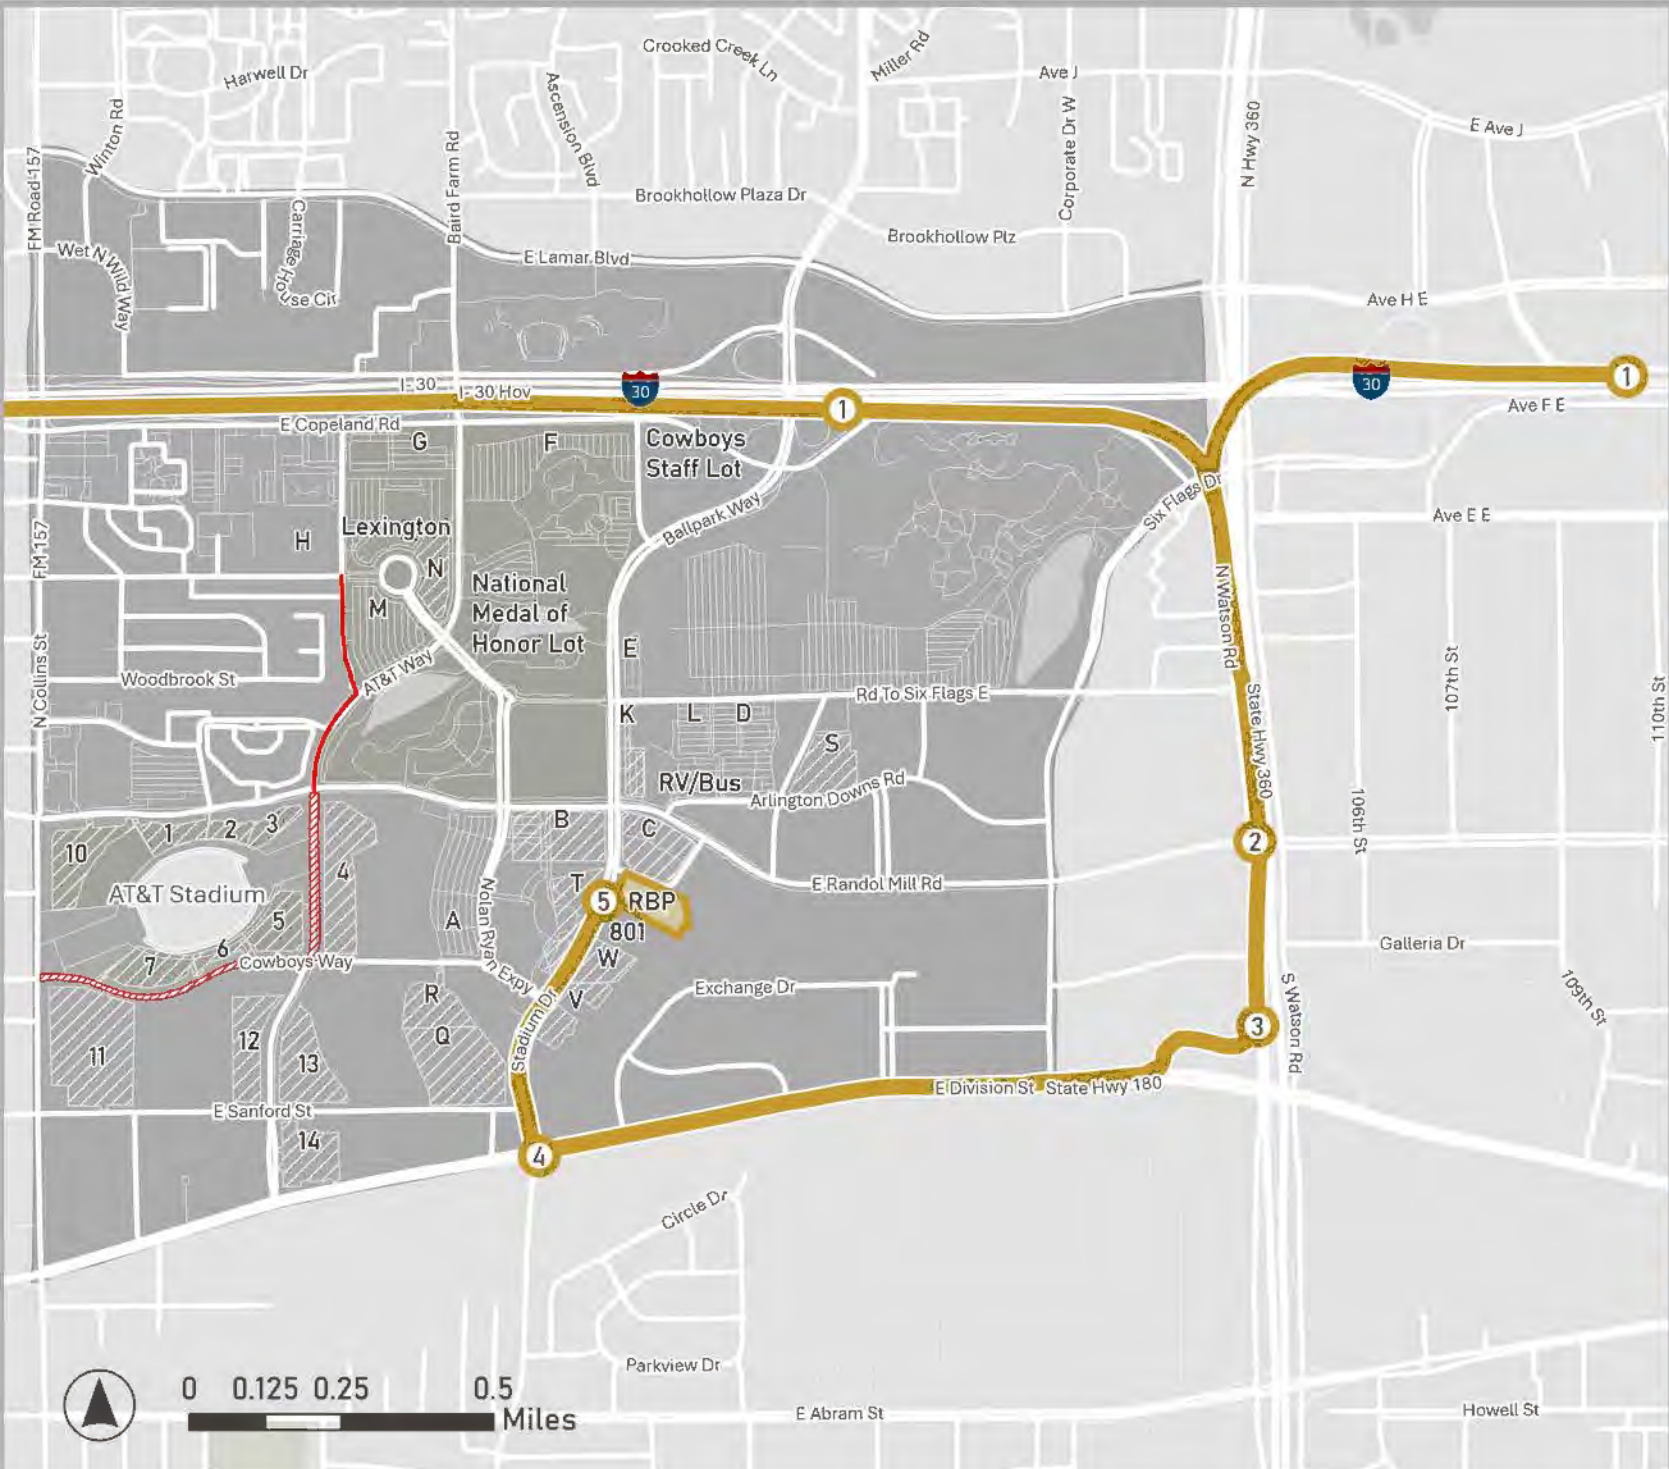 Crooked Creek Ln
Miller Rd
Harwell Dr
Ave J
Winton Rd
Ascension Blvd
Corporate Dr W
N Hwy 360
E Ave J
FM Road-157
Baird Farm Rd
Brookhollow Plaza Dr
Carriage House Cir
Brookhollow Plz
Wet N Wild Way
E Lamar Blvd
Ave H E
I-30
I-30 Hov
30
30
1
1
Ave F E
E Copeland Rd
G
F
Cowboys
Staff Lot
Six Flags Dr
Ballpark Way
Ave E E
FM 157
H
Lexington
N
M
National
Medal of
Honor Lot
N Watson Rd
E
N Collins St
Woodbrook St
AT&T Way
Rd To Six Flags E
State Hwy 360
107th St
110th St
K
L
D
S
RV/Bus
Arlington Downs Rd
106th St
1
2
3
B
C
2
10
4
AT&T Stadium
T
5
RBP
E Randol Mill Rd
5
A
Nolan Ryan Expy
801
6
7
Cowboys Way
W
Galleria Dr
R
V
Exchange Dr
109th St
Q
Stadium Dr
S Watson Rd
3
11
12
13
E Division St
State Hwy 180
E Sanford St
14
4
Circle Dr
Parkview Dr
0
0.125
0.25
0.5
Miles
E Abram St
Howell St